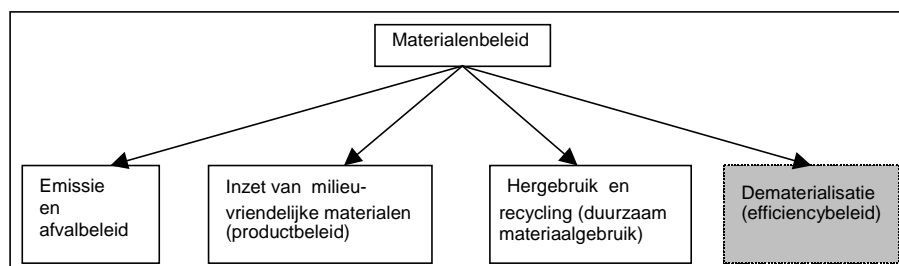 Materialenbeleid
Emissie
en
afvalbeleid
Inzet van milieu-
vriendelijke materialen
(productbeleid)
Hergebruik en
recycling (duurzaam
materiaalgebruik)
Dematerialisatie
(efficiencybeleid)